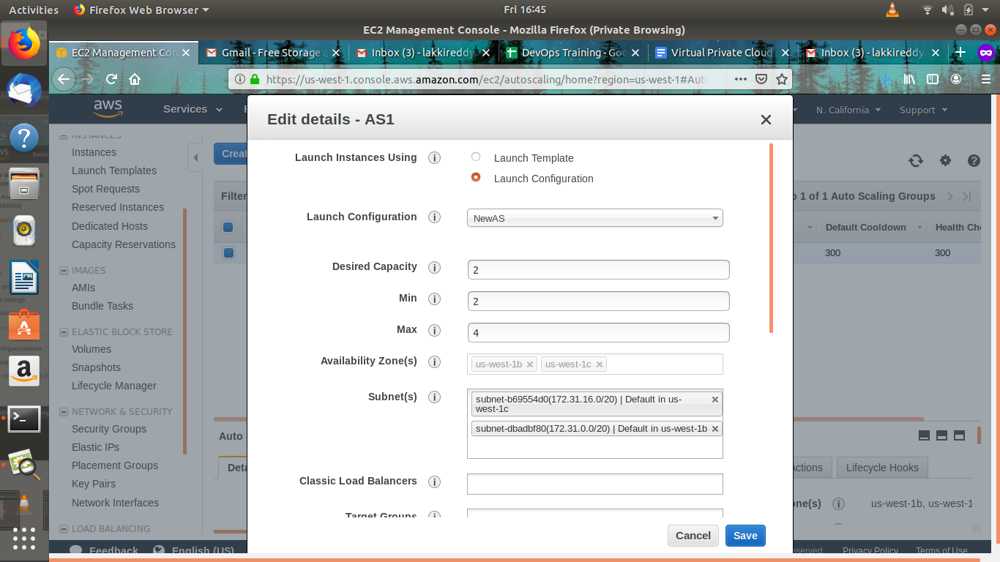 Activities
Firefox Web Browser
Fri 16:45
EC2 Management Console - Mozilla Firefox (Private Browsing)
EC2 Management Con
Gmail - Free Storage a
Inbox (3) - lakkireddy.
DevOps Training - Goo
Virtual Private Cloud
Inbox (3) - lakkireddy.
https://us-west-1.console.aws.amazon.com/ec2/autoscaling/home?region=us-west-1#Auto
aws
Services
N. California
Support
Edit details - AS1
INSTANCES
Instances
Launch Templates
Spot Requests
Reserved Instances
Dedicated Hosts
Capacity Reservations
IMAGES
AMIs
Bundle Tasks
ELASTIC BLOCK STORE
Volumes
Snapshots
Lifecycle Manager
NETWORK & SECURITY
Security Groups
Elastic IPs
Placement Groups
Key Pairs
Network Interfaces
LOAD BALANCING
Launch Instances Using
Launch Template
Launch Configuration
Launch Configuration
NewAS
Desired Capacity
2
Min
2
Max
4
Availability Zone(s)
us-west-1b
us-west-1c
Subnet(s)
subnet-b69554d0(172.31.16.0/20) | Default in us-
west-1c
subnet-dbadbf80(172.31.0.0/20) | Default in us-west-1b
Classic Load Balancers
Target Groups
Cancel
Save
Creat
Filter
o 1 of 1 Auto Scaling Groups
Default Cooldown
Health Che
300
300
Auto
Deta
ctions
Lifecycle Hooks
one(s)
us-west-1b, us-west-1
Feedback
English (US)
served
Privacy Policy
Terms of Use